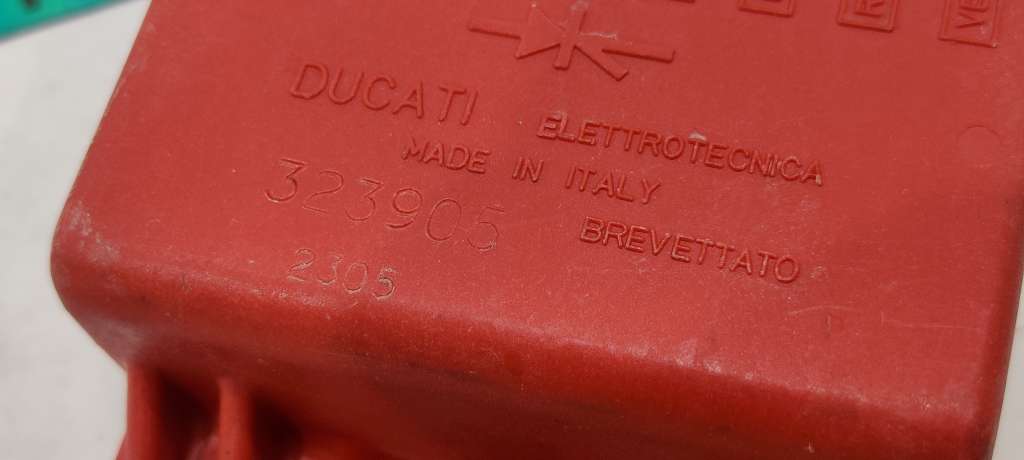 DUCATI ELETTROTECNICA
MADE IN ITALY
323905 BREVETTATO
2305